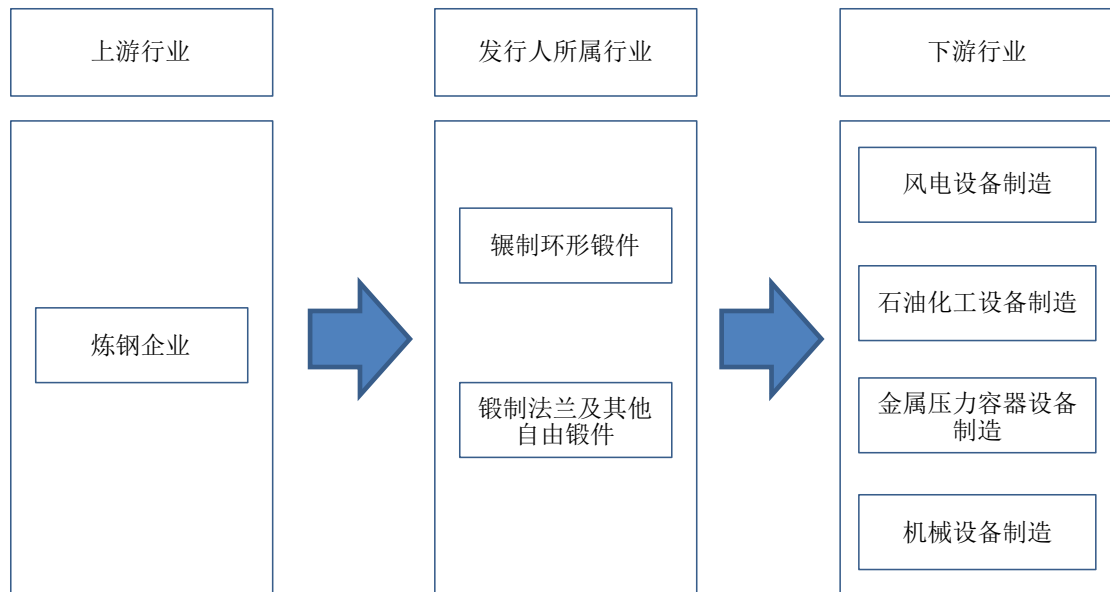 上游行业
发行人所属行业
下游行业
炼钢企业
辗制环形锻件
锻制法兰及其他
自由锻件
风电设备制造
石油化工设备制造
金属压力容器设备
制造
机械设备制造